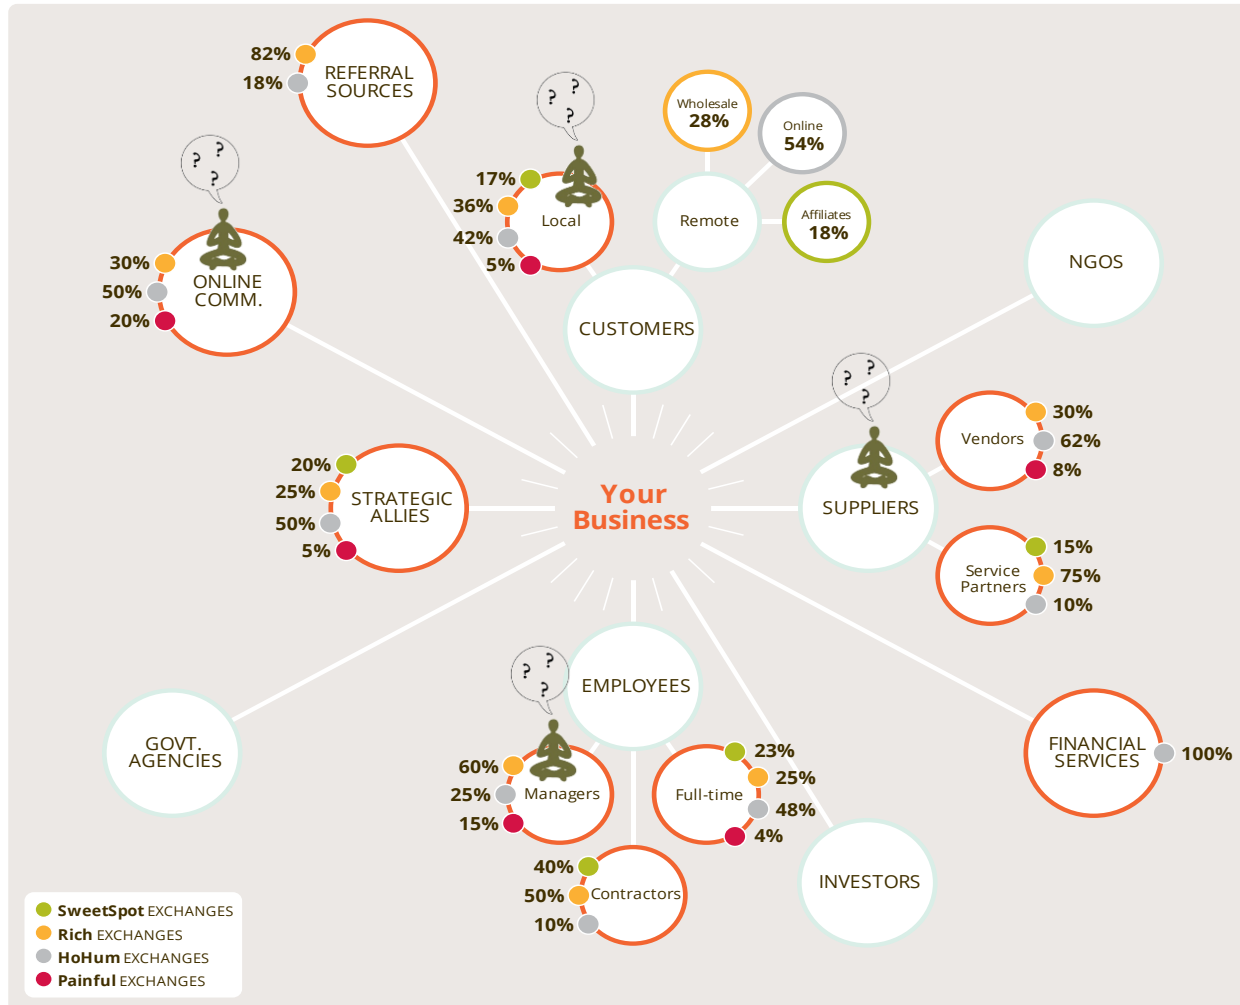 82%
18%
REFERRAL
SOURCES
? ? ?
Wholesale
28%
Online
54%
17%
36%
42%
5%
Local
Remote
Affiliates
18%
? ? ?
30%
50%
20%
ONLINE
COMM.
CUSTOMERS
NGOS
? ? ?
Vendors
30%
62%
8%
20%
25%
50%
5%
STRATEGIC
ALLIES
Your
Business
SUPPLIERS
Service
Partners
15%
75%
10%
? ? ?
EMPLOYEES
GOVT.
AGENCIES
60%
25%
15%
Managers
Full-time
23%
25%
48%
4%
FINANCIAL
SERVICES
100%
40%
50%
10%
Contractors
INVESTORS
SweetSpot EXCHANGES
Rich EXCHANGES
HoHum EXCHANGES
Painful EXCHANGES